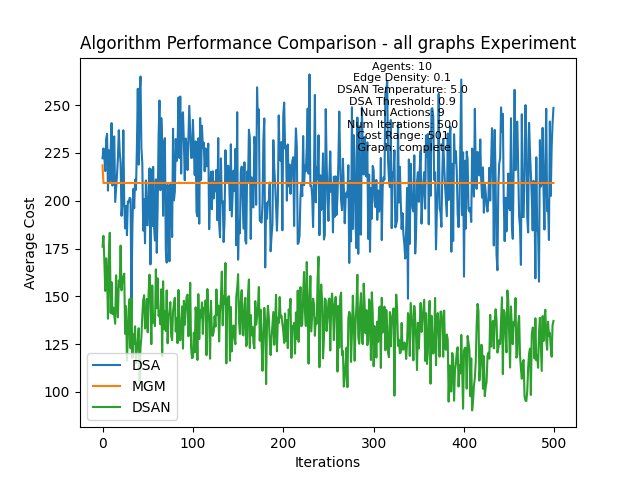 Algorithm Performance Comparison - all graphs Experiment
Agents: 10
Edge Density: 0.1
DSAN Temperature: 5.0
DSA Threshold: 0.9
Num Actions: 9
Num Iterations: 500
Cost Range: 501
Graph: complete
Average Cost
250
225
200
175
150
125
100
DSA
MGM
DSAN
0
100
200
300
400
500
Iterations